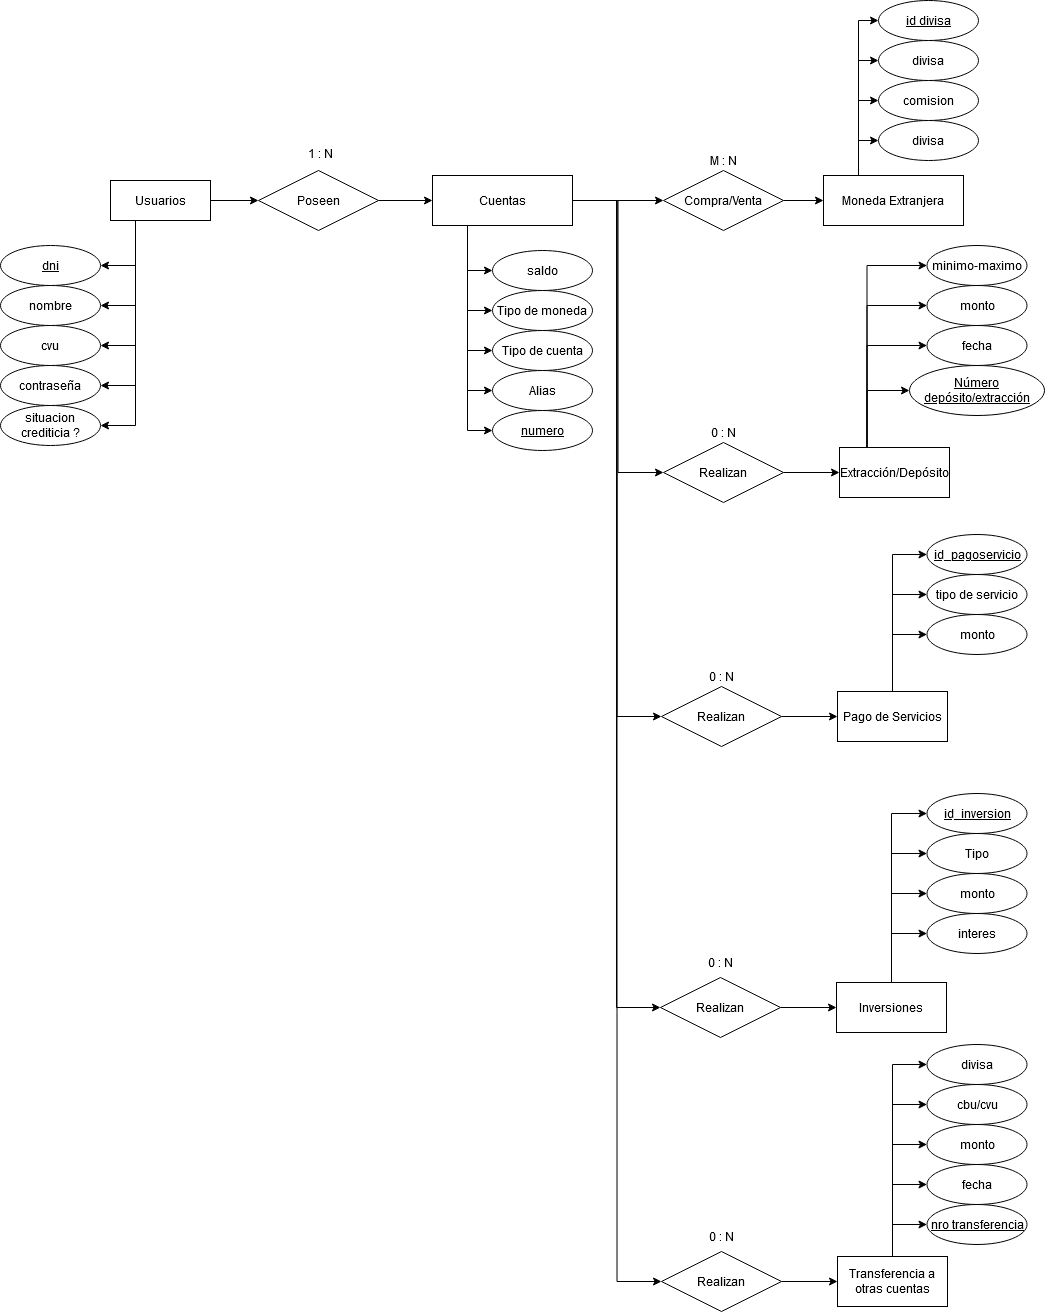 id divisa
divisa
comision
divisa
1 : N
M : N
Usuarios
Poseen
Cuentas
Compra/Venta
Moneda Extranjera
dni
nombre
cvu
contraseña
situacion
crediticia ?
saldo
Tipo de moneda
Tipo de cuenta
Alias
numero
minimo-maximo
monto
fecha
Número
depósito/extracción
0 : N
Realizan
Extracción/Depósito
id_pagoservicio
tipo de servicio
monto
0 : N
Realizan
Pago de Servicios
id_inversion
Tipo
monto
interes
0 : N
Realizan
Inversiones
divisa
cbu/cvu
monto
fecha
nro transferencia
0 : N
Realizan
Transferencia a
otras cuentas